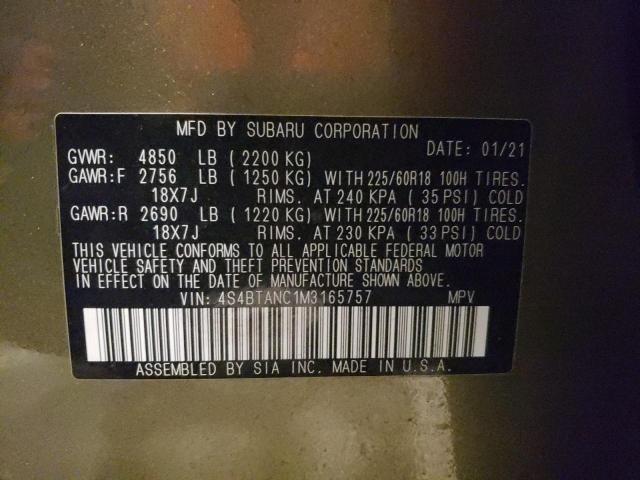 MFD BY SUBARU CORPORATION
DATE: 01/21
GVWR: 4850 LB (2200 KG)
GAWR:F 2756 LB (1250 KG) WITH 225/60R18 100H TIRES.
18X7J RIMS. AT 240 KPA (35 PSI) COLD
GAWR:R 2690 LB (1220 KG) WITH 225/60R18 100H TIRES.
18X7J RIMS. AT 230 KPA (33 PSI) COLD
THIS VEHICLE CONFORMS TO ALL APPLICABLE FEDERAL MOTOR
VEHICLE SAFETY AND THEFT PREVENTION STANDARDS
IN EFFECT ON THE DATE OF MANUFACTURE SHOWN ABOVE.
VIN: 4S4BTANC1M3165757 MPV
ASSEMBLED BY SIA INC. MADE IN U.S.A.